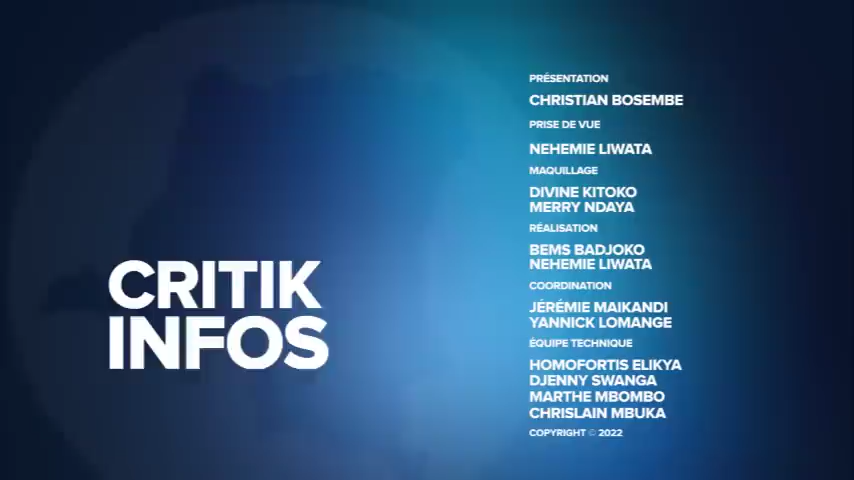 CRITIK
INFOS
PRÉSENTATION
CHRISTIAN BOSEMBE
PRISE DE VUE
NEHEMIE LIWATA
MAQUILLAGE
DIVINE KITOKO
MERRY NDAYA
RÉALISATION
BEMS BADJOKO
NEHEMIE LIWATA
COORDINATION
JÉRÉMIE MAIKANDI
YANNICK LOMANGE
ÉQUIPE TECHNIQUE
HOMOFORTIS ELIKYA
DJENNY SWANGA
MARTHE MBOMBO
CHRISLAIN MBUKA
COPYRIGHT © 2022